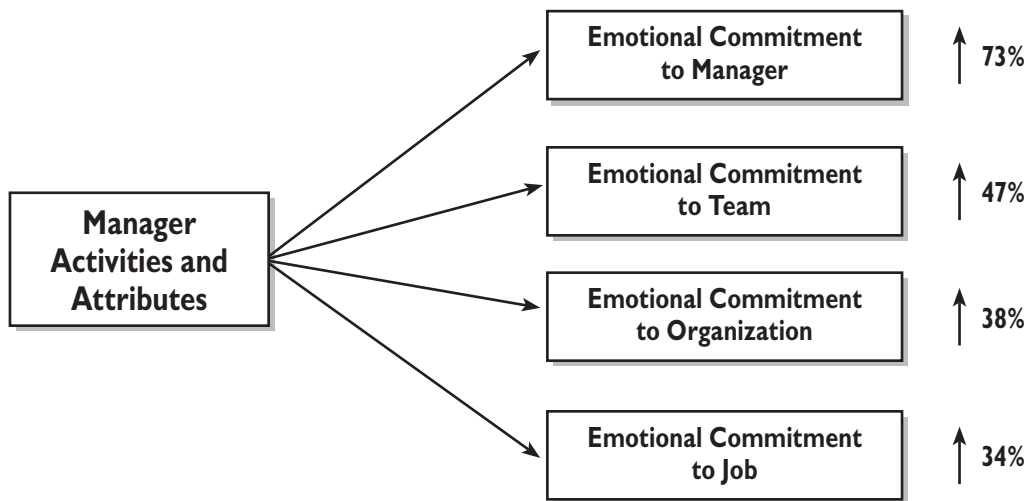 Emotional Commitment
to Manager
73%
Emotional Commitment
to Team
47%
Manager
Activities and
Attributes
Emotional Commitment
to Organization
38%
Emotional Commitment
to Job
34%